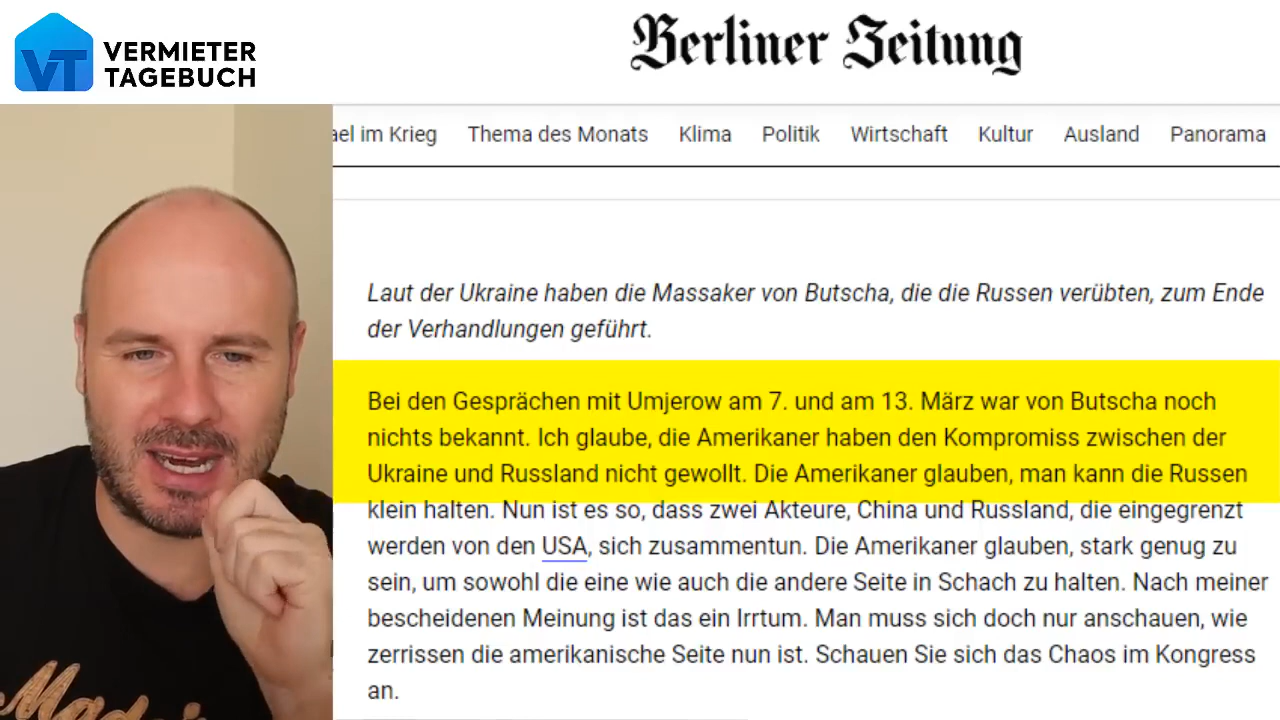 VERMIETER
TAGEBUCH
VT
Berliner Zeitung
ael im Krieg Thema des Monats Klima Politik Wirtschaft Kultur Ausland Panorama
Laut der Ukraine haben die Massaker von Butscha, die die Russen verübten, zum Ende
der Verhandlungen geführt.
Bei den Gesprächen mit Umjerow am 7. und am 13. März war von Butscha noch
nichts bekannt. Ich glaube, die Amerikaner haben den Kompromiss zwischen der
Ukraine und Russland nicht gewollt. Die Amerikaner glauben, man kann die Russen
klein halten. Nun ist es so, dass zwei Akteure, China und Russland, die eingegrenzt
werden von den USA, sich zusammentun. Die Amerikaner glauben, stark genug zu
sein, um sowohl die eine wie auch die andere Seite in Schach zu halten. Nach meiner
bescheidenen Meinung ist das ein Irrtum. Man muss sich doch nur anschauen, wie
zerrissen die amerikanische Seite nun ist. Schauen Sie sich das Chaos im Kongress
an.